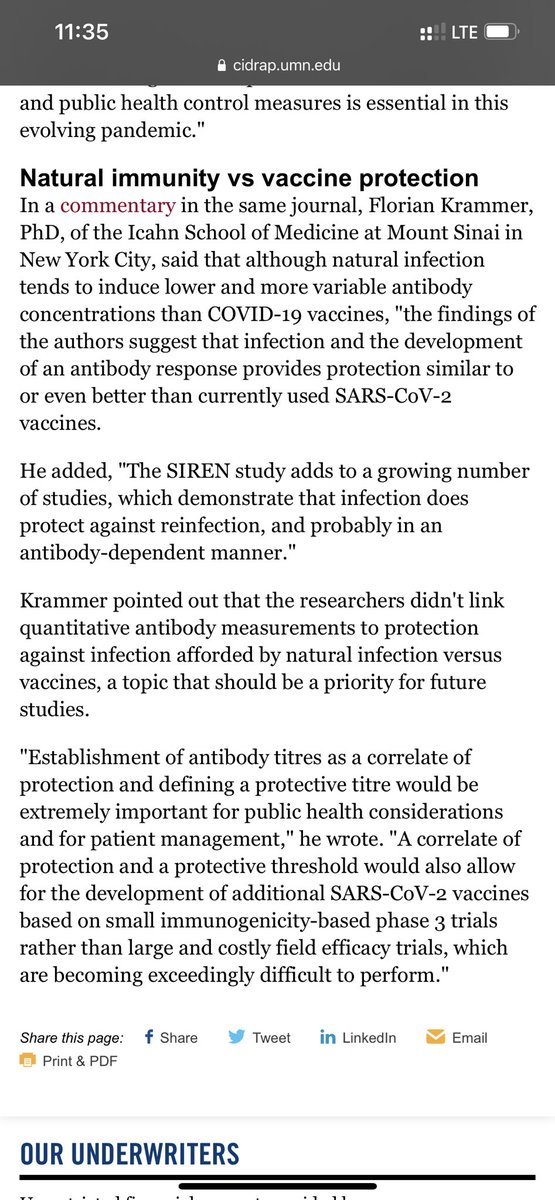 11:35
LTE
cidrap.umn.edu
and public health control measures is essential in this
evolving pandemic."
Natural immunity vs vaccine protection
In a commentary in the same journal, Florian Krammer,
PhD, of the Icahn School of Medicine at Mount Sinai in
New York City, said that although natural infection
tends to induce lower and more variable antibody
concentrations than COVID-19 vaccines, "the findings of
the authors suggest that infection and the development
of an antibody response provides protection similar to
or even better than currently used SARS-CoV-2
vaccines.
He added, "The SIREN study adds to a growing number
of studies, which demonstrate that infection does
protect against reinfection, and probably in an
antibody-dependent manner."
Krammer pointed out that the researchers didn't link
quantitative antibody measurements to protection
against infection afforded by natural infection versus
vaccines, a topic that should be a priority for future
studies.
"Establishment of antibody titres as a correlate of
protection and defining a protective titre would be
extremely important for public health considerations
and for patient management," he wrote. "A correlate of
protection and a protective threshold would also allow
for the development of additional SARS-CoV-2 vaccines
based on small immunogenicity-based phase 3 trials
rather than large and costly field efficacy trials, which
are becoming exceedingly difficult to perform."
Share this page: f Share Tweet in LinkedIn Email
Print & PDF
OUR UNDERWRITERS